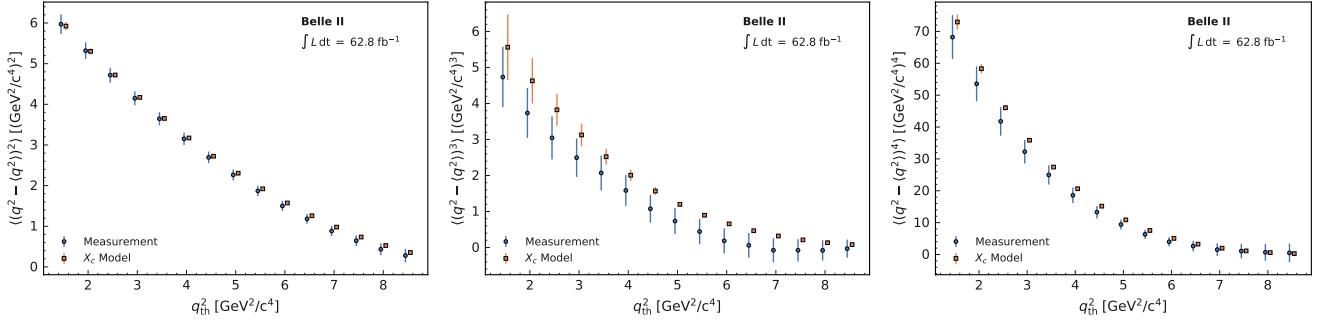 Belle II
∫ L dt = 62.8 fb⁻¹
⟨(q² − ⟨q²⟩)²⟩ [(GeV²/c⁴)²]
6
5
4
3
2
1
0
Measurement
X_c Model
2 3 4 5 6 7 8
q²_th [GeV²/c⁴]
Belle II
∫ L dt = 62.8 fb⁻¹
⟨(q² − ⟨q²⟩)³⟩ [(GeV²/c⁴)³]
6
5
4
3
2
1
0
Measurement
X_c Model
2 3 4 5 6 7 8
q²_th [GeV²/c⁴]
Belle II
∫ L dt = 62.8 fb⁻¹
⟨(q² − ⟨q²⟩)⁴⟩ [(GeV²/c⁴)⁴]
70
60
50
40
30
20
10
0
Measurement
X_c Model
2 3 4 5 6 7 8
q²_th [GeV²/c⁴]